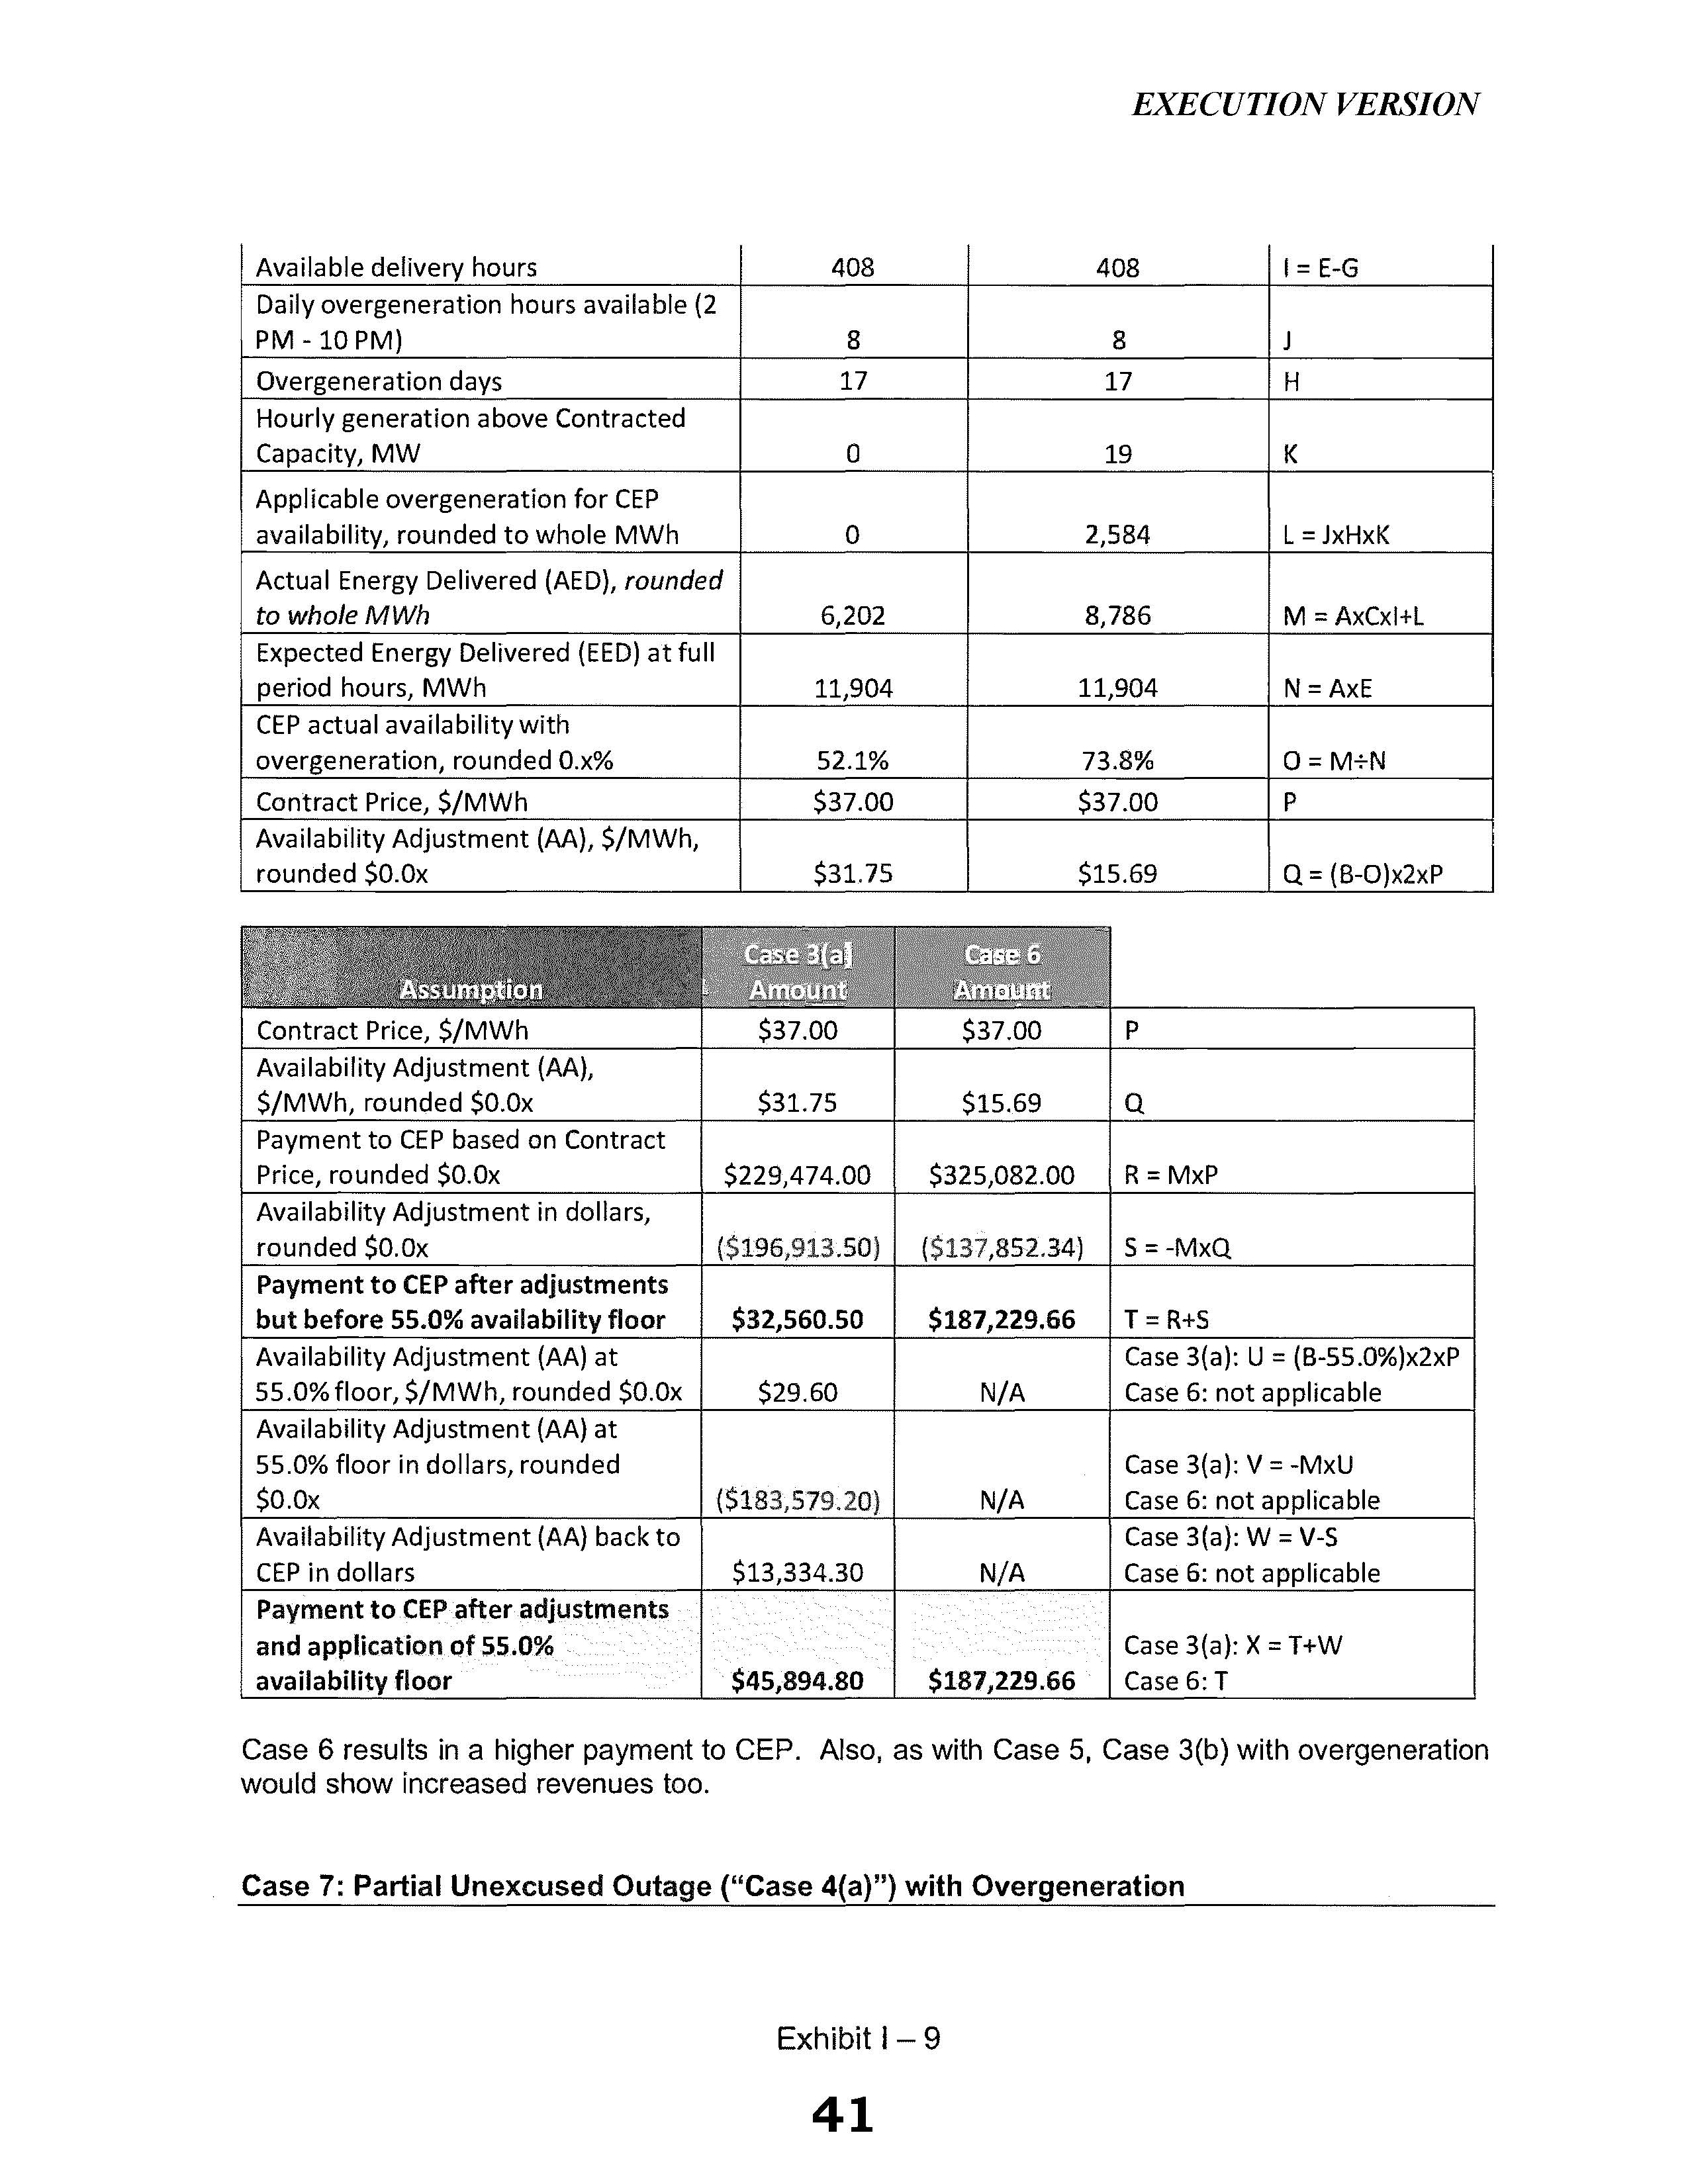 EXECUTION VERSION
Available delivery hours 408 408 I = E-G
Daily overgeneration hours available (2
PM - 10 PM) 8 8 J
Overgeneration days 17 17 H
Hourly generation above Contracted
Capacity, MW 0 19 K
Applicable overgeneration for CEP
availability, rounded to whole MWh 0 2,584 L = JxHxK
Actual Energy Delivered (AED), rounded
to whole MWh 6,202 8,786 M = AxCxI+L
Expected Energy Delivered (EED) at full
period hours, MWh 11,904 11,904 N = AxE
CEP actual availability with
overgeneration, rounded 0.x% 52.1% 73.8% O = M÷N
Contract Price, $/MWh $37.00 $37.00 P
Availability Adjustment (AA), $/MWh,
rounded $0.0x $31.75 $15.69 Q = (B-O)x2xP
Case 3(a) Case 6
Assumption Amount Amount
Contract Price, $/MWh $37.00 $37.00 P
Availability Adjustment (AA),
$/MWh, rounded $0.0x $31.75 $15.69 Q
Payment to CEP based on Contract
Price, rounded $0.0x $229,474.00 $325,082.00 R = MxP
Availability Adjustment in dollars,
rounded $0.0x ($196,913.50) ($137,852.34) S = -MxQ
Payment to CEP after adjustments
but before 55.0% availability floor $32,560.50 $187,229.66 T = R+S
Availability Adjustment (AA) at Case 3(a): U = (B-55.0%)x2xP
55.0% floor, $/MWh, rounded $0.0x $29.60 N/A Case 6: not applicable
Availability Adjustment (AA) at
55.0% floor in dollars, rounded Case 3(a): V = -MxU
$0.0x ($183,579.20) N/A Case 6: not applicable
Availability Adjustment (AA) back to Case 3(a): W = V-S
CEP in dollars $13,334.30 N/A Case 6: not applicable
Payment to CEP after adjustments
and application of 55.0% Case 3(a): X = T+W
availability floor $45,894.80 $187,229.66 Case 6: T
Case 6 results in a higher payment to CEP. Also, as with Case 5, Case 3(b) with overgeneration
would show increased revenues too.
Case 7: Partial Unexcused Outage (“Case 4(a)”) with Overgeneration
Exhibit I – 9
41